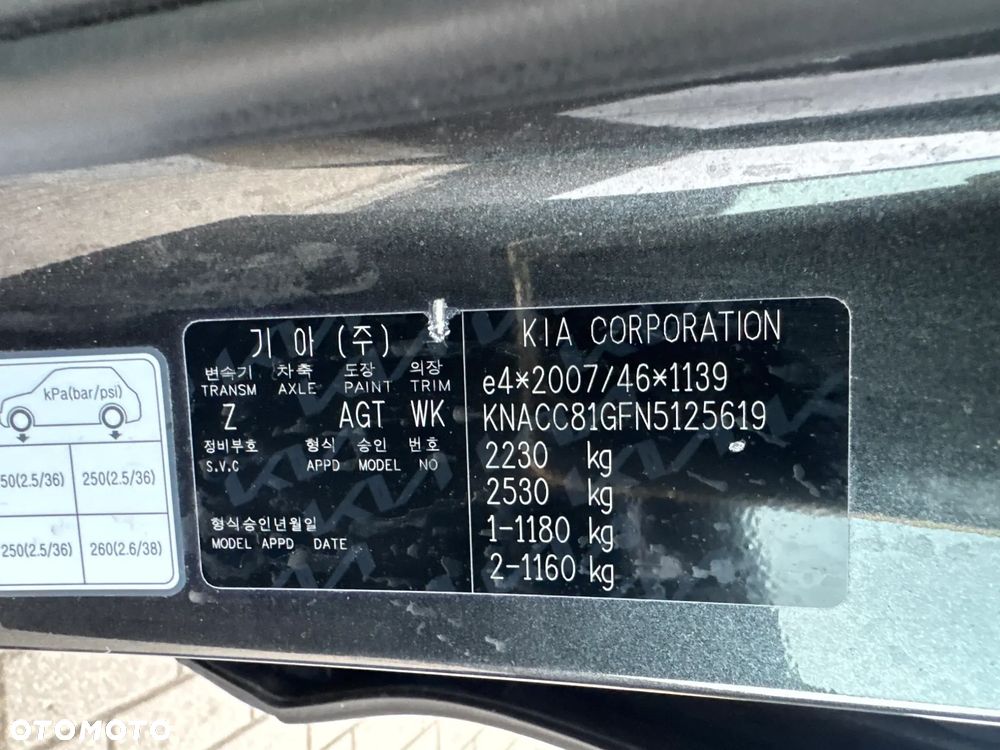 기아 (주)
변속기 차축 도장 의장
TRANSM AXLE PAINT TRIM
Z AGT WK
정비부호 형식 승인 번호
S.V.C APPD MODEL NO
형식승인년월일
MODEL APPD DATE
KIA CORPORATION
e4*2007/46*1139
KNACC81GFN5125619
2230 kg
2530 kg
1-1180 kg
2-1160 kg
kPa(bar/psi)
50(2.5/36) 250(2.5/36)
250(2.5/36) 260(2.6/38)
OTOMOTO